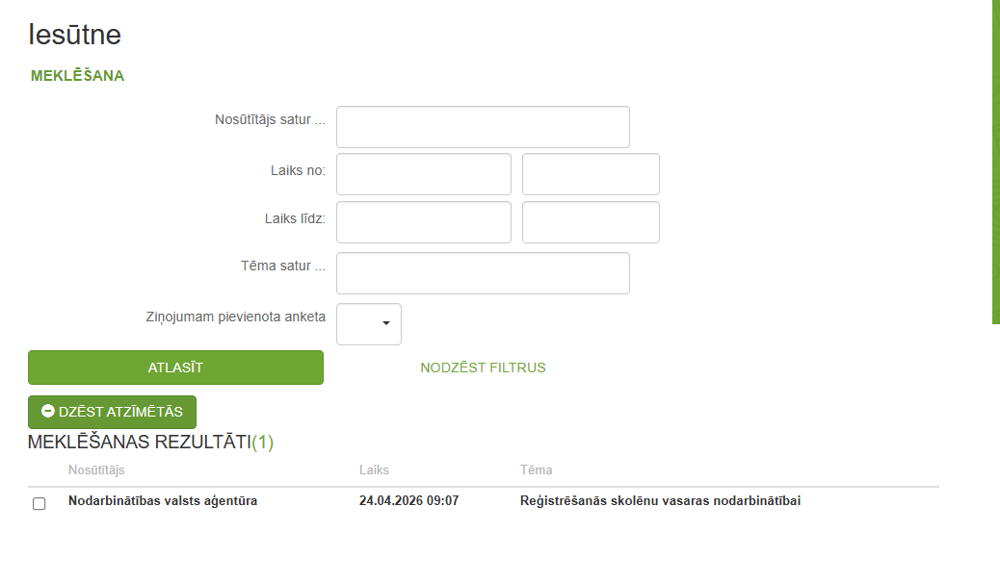 Iesūtne
MEKLĒŠANA
Nosūtītājs satur ...
Laiks no:
Laiks līdz:
Tēma satur ...
Ziņojumam pievienota anketa
ATLASĪT
NODZĒST FILTRUS
DZĒST ATZĪMĒTĀS
MEKLĒŠANAS REZULTĀTI(1)
Nosūtītājs Laiks Tēma
Nodarbinātības valsts aģentūra 24.04.2026 09:07 Reģistrēšanās skolēnu vasaras nodarbinātībai